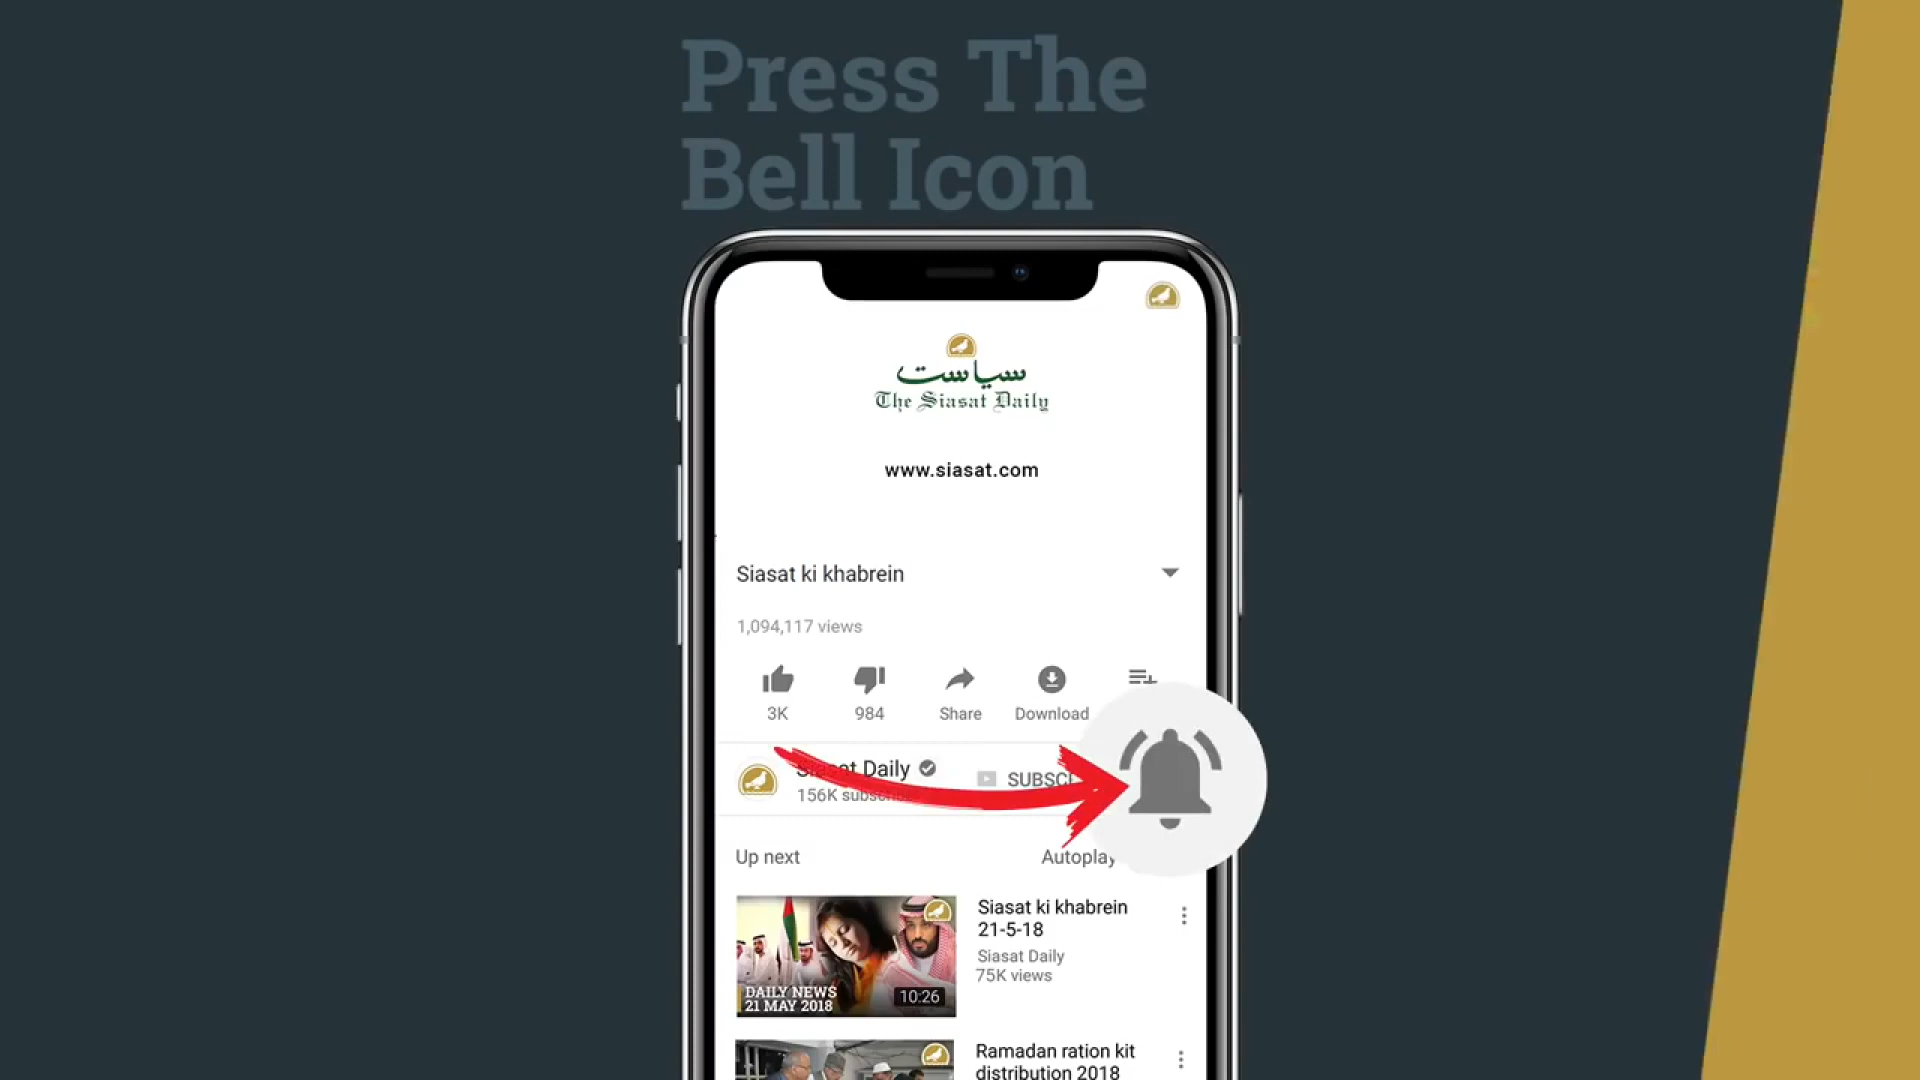 Press The
Bell Icon
سیاست
The Siasat Daily
www.siasat.com
Siasat ki khabrein
1,094,117 views
3K
984
Share
Download
Siasat Daily
156K
SUBSC
Up next
Autoplay
Siasat ki khabrein
21-5-18
Siasat Daily
75K views
DAILY NEWS
21 MAY 2018
10:26
Ramadan ration kit
distribution 2018